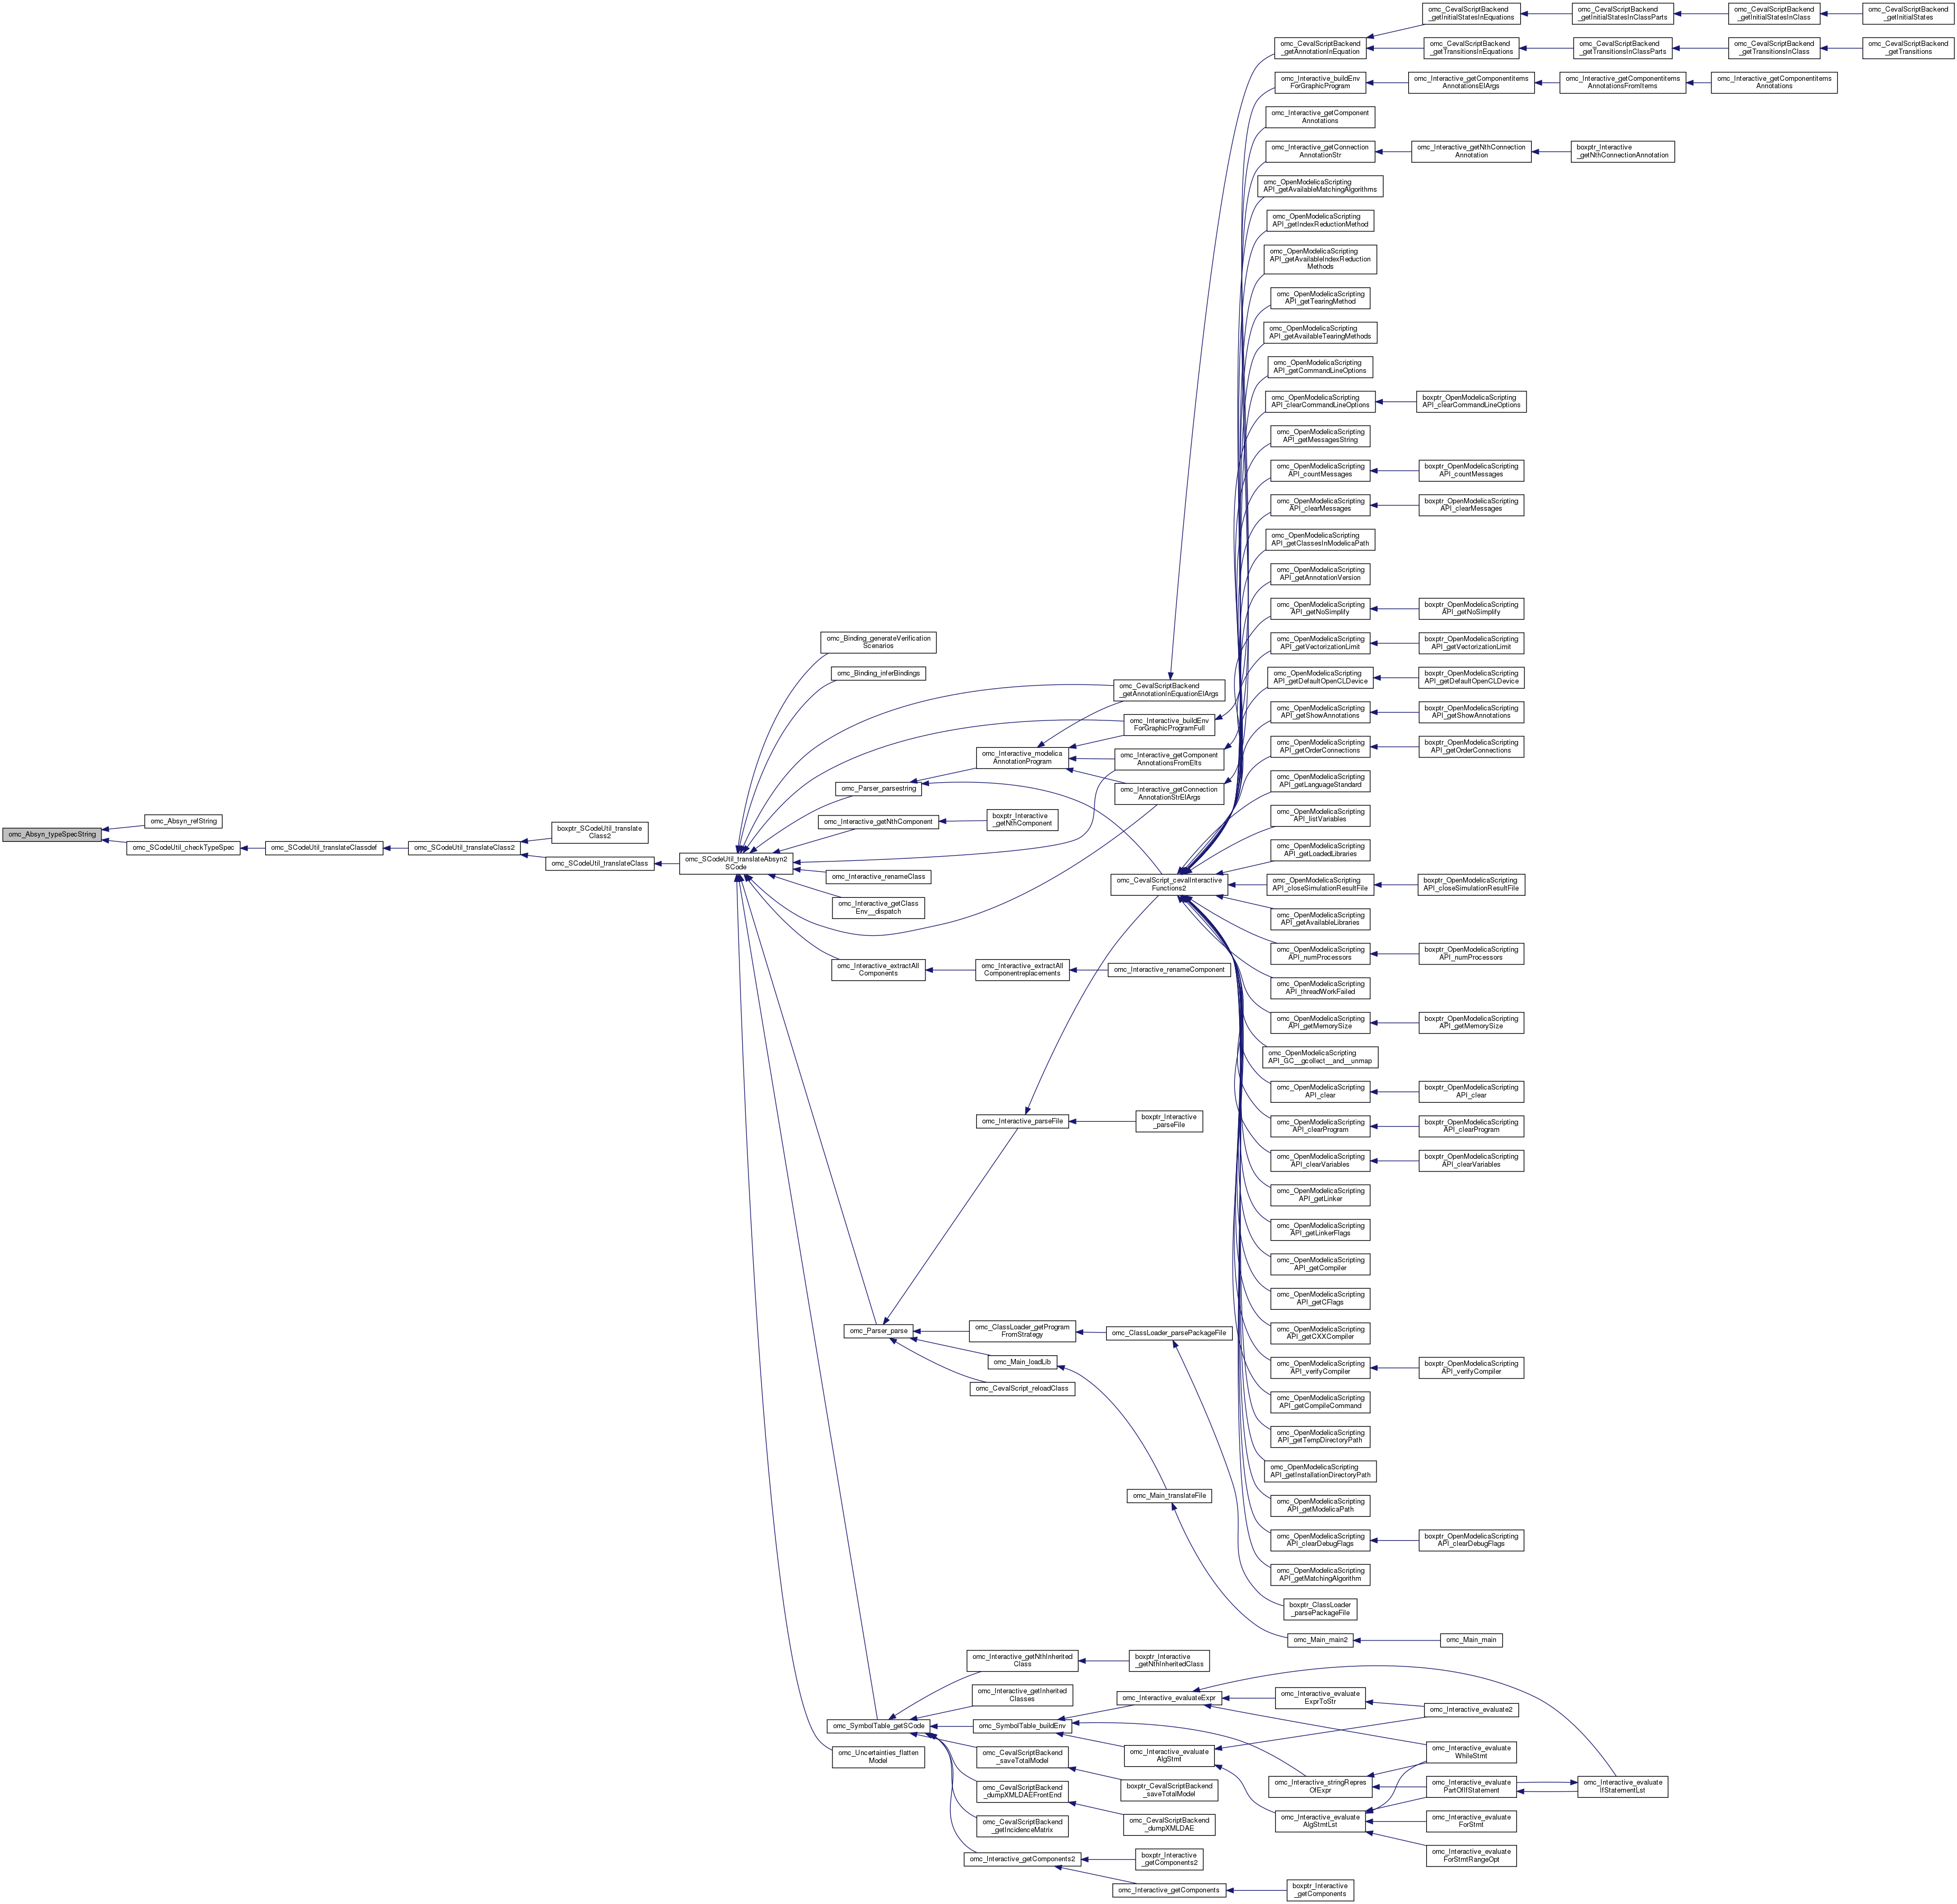 omc_CevalScriptBackend
_getInitialStatesInEquations
omc_CevalScriptBackend
_getInitialStatesInClassParts
omc_CevalScriptBackend
_getInitialStatesInClass
omc_CevalScriptBackend
_getInitialStates
omc_CevalScriptBackend
_getAnnotationInEquation
omc_CevalScriptBackend
_getTransitionsInEquations
omc_CevalScriptBackend
_getTransitionsInClassParts
omc_CevalScriptBackend
_getTransitionsInClass
omc_CevalScriptBackend
_getTransitions
omc_Interactive_buildEnv
ForGraphicProgram
omc_Interactive_getComponentitems
AnnotationsElArgs
omc_Interactive_getComponentitems
AnnotationsFromItems
omc_Interactive_getComponentitems
Annotations
omc_Interactive_getComponent
Annotations
omc_Interactive_getConnection
AnnotationStr
omc_Interactive_getNthConnection
Annotation
boxptr_Interactive
_getNthConnectionAnnotation
omc_OpenModelicaScripting
API_getAvailableMatchingAlgorithms
omc_OpenModelicaScripting
API_getIndexReductionMethod
omc_OpenModelicaScripting
API_getAvailableIndexReduction
Methods
omc_OpenModelicaScripting
API_getTearingMethod
omc_OpenModelicaScripting
API_getAvailableTearingMethods
omc_OpenModelicaScripting
API_getCommandLineOptions
omc_OpenModelicaScripting
API_clearCommandLineOptions
boxptr_OpenModelicaScripting
API_clearCommandLineOptions
omc_OpenModelicaScripting
API_getMessagesString
omc_OpenModelicaScripting
API_countMessages
boxptr_OpenModelicaScripting
API_countMessages
omc_OpenModelicaScripting
API_clearMessages
boxptr_OpenModelicaScripting
API_clearMessages
omc_OpenModelicaScripting
API_getClassesInModelicaPath
omc_OpenModelicaScripting
API_getAnnotationVersion
omc_OpenModelicaScripting
API_getNoSimplify
boxptr_OpenModelicaScripting
API_getNoSimplify
omc_OpenModelicaScripting
API_getVectorizationLimit
boxptr_OpenModelicaScripting
API_getVectorizationLimit
omc_OpenModelicaScripting
API_getDefaultOpenCLDevice
boxptr_OpenModelicaScripting
API_getDefaultOpenCLDevice
omc_OpenModelicaScripting
API_getShowAnnotations
boxptr_OpenModelicaScripting
API_getShowAnnotations
omc_OpenModelicaScripting
API_getOrderConnections
boxptr_OpenModelicaScripting
API_getOrderConnections
omc_OpenModelicaScripting
API_getLanguageStandard
omc_OpenModelicaScripting
API_listVariables
omc_OpenModelicaScripting
API_getLoadedLibraries
omc_OpenModelicaScripting
API_closeSimulationResultFile
boxptr_OpenModelicaScripting
API_closeSimulationResultFile
omc_OpenModelicaScripting
API_getAvailableLibraries
omc_OpenModelicaScripting
API_numProcessors
boxptr_OpenModelicaScripting
API_numProcessors
omc_OpenModelicaScripting
API_threadWorkFailed
omc_OpenModelicaScripting
API_getMemorySize
boxptr_OpenModelicaScripting
API_getMemorySize
omc_OpenModelicaScripting
API_GC__gcollect__and__unmap
omc_OpenModelicaScripting
API_clear
boxptr_OpenModelicaScripting
API_clear
omc_OpenModelicaScripting
API_clearProgram
boxptr_OpenModelicaScripting
API_clearProgram
omc_OpenModelicaScripting
API_clearVariables
boxptr_OpenModelicaScripting
API_clearVariables
omc_OpenModelicaScripting
API_getLinker
omc_OpenModelicaScripting
API_getLinkerFlags
omc_OpenModelicaScripting
API_getCompiler
omc_OpenModelicaScripting
API_getCFlags
omc_OpenModelicaScripting
API_getCXXCompiler
omc_OpenModelicaScripting
API_verifyCompiler
boxptr_OpenModelicaScripting
API_verifyCompiler
omc_OpenModelicaScripting
API_getCompileCommand
omc_OpenModelicaScripting
API_getTempDirectoryPath
omc_OpenModelicaScripting
API_getInstallationDirectoryPath
omc_OpenModelicaScripting
API_getModelicaPath
omc_OpenModelicaScripting
API_clearDebugFlags
boxptr_OpenModelicaScripting
API_clearDebugFlags
omc_OpenModelicaScripting
API_getMatchingAlgorithm
boxptr_ClassLoader
_parsePackageFile
omc_Main_main2
omc_Main_main
omc_Binding_generateVerification
Scenarios
omc_Binding_inferBindings
omc_CevalScriptBackend
_getAnnotationInEquationElArgs
omc_Interactive_buildEnv
ForGraphicProgramFull
omc_Interactive_modelica
AnnotationProgram
omc_Interactive_getComponent
AnnotationsFromElts
omc_Parser_parsestring
omc_Interactive_getConnection
AnnotationStrElArgs
omc_Interactive_getNthComponent
boxptr_Interactive
_getNthComponent
omc_Absyn_typeSpecString
omc_Absyn_refString
omc_SCodeUtil_checkTypeSpec
omc_SCodeUtil_translateClassdef
omc_SCodeUtil_translateClass2
boxptr_SCodeUtil_translate
Class2
omc_SCodeUtil_translateClass
omc_SCodeUtil_translateAbsyn2
SCode
omc_Interactive_renameClass
omc_CevalScript_cevalInteractive
Functions2
omc_Interactive_getClass
Env__dispatch
omc_Interactive_extractAll
Components
omc_Interactive_extractAll
Componentreplacements
omc_Interactive_renameComponent
omc_Interactive_parseFile
boxptr_Interactive
_parseFile
omc_Parser_parse
omc_ClassLoader_getProgram
FromStrategy
omc_ClassLoader_parsePackageFile
omc_Main_loadLib
omc_CevalScript_reloadClass
omc_Main_translateFile
omc_Interactive_getNthInherited
Class
boxptr_Interactive
_getNthInheritedClass
omc_Interactive_getInherited
Classes
omc_SymbolTable_getSCode
omc_SymbolTable_buildEnv
omc_Interactive_evaluateExpr
omc_Interactive_evaluate
ExprToStr
omc_Interactive_evaluate2
omc_Uncertainties_flatten
Model
omc_CevalScriptBackend
_saveTotalModel
omc_Interactive_evaluate
AlgStmt
omc_Interactive_evaluate
WhileStmt
omc_CevalScriptBackend
_dumpXMLDAEFrontEnd
boxptr_CevalScriptBackend
_saveTotalModel
omc_Interactive_stringRepres
OfExpr
omc_Interactive_evaluate
PartOfIfStatement
omc_Interactive_evaluate
IfStatementLst
omc_CevalScriptBackend
_getIncidenceMatrix
omc_CevalScriptBackend
_dumpXMLDAE
omc_Interactive_evaluate
AlgStmtLst
omc_Interactive_evaluate
ForStmt
omc_Interactive_getComponents2
boxptr_Interactive
_getComponents2
omc_Interactive_evaluate
ForStmtRangeOpt
omc_Interactive_getComponents
boxptr_Interactive
_getComponents